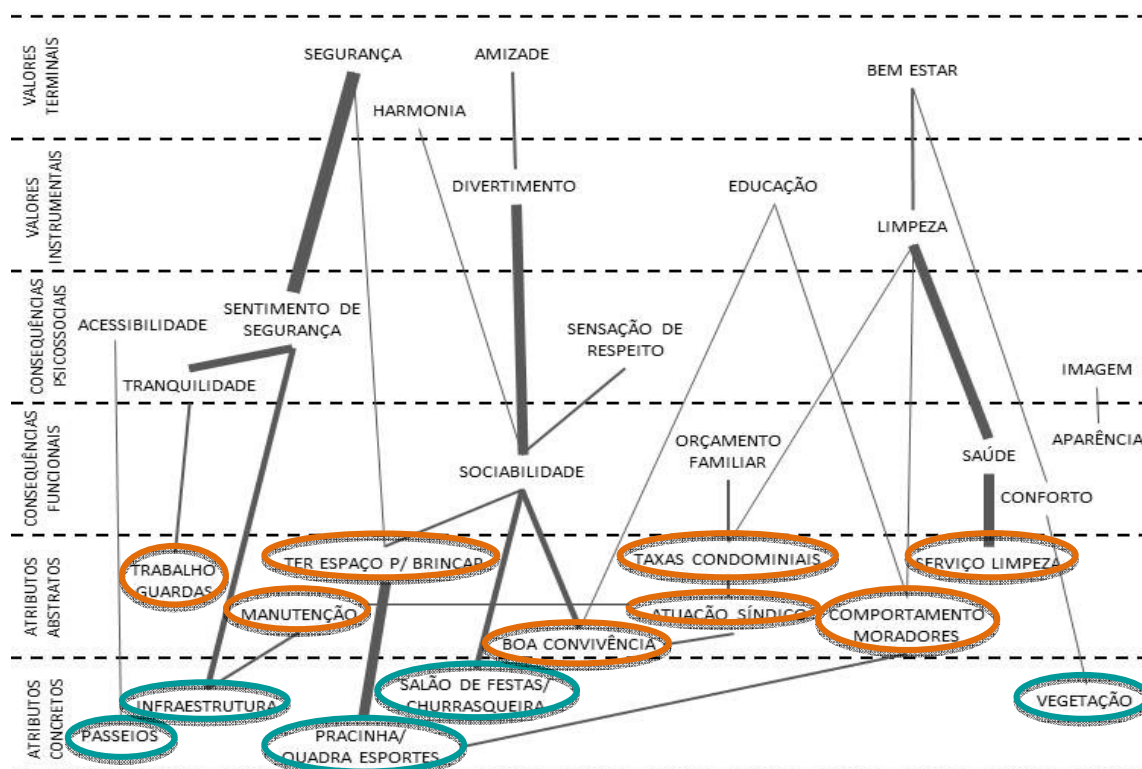 VALORES
TERMINAIS
SEGURANÇA
AMIZADE
BEM ESTAR
HARMONIA
VALORES
INSTRUMENTAIS
DIVERTIMENTO
EDUCAÇÃO
LIMPEZA
CONSEQUÊNCIAS
PSICOSSOCIAIS
ACESSIBILIDADE
SENTIMENTO DE
SEGURANÇA
SENSAÇÃO DE
RESPEITO
TRANQUILIDADE
IMAGEM
CONSEQUÊNCIAS
FUNCIONAIS
SOCIABILIDADE
ORÇAMENTO
FAMILIAR
SAÚDE
APARÊNCIA
CONFORTO
ATRIBUTOS
ABSTRATOS
TRABALHO
GUARDAS
TER ESPAÇO P/ BRINCAR
TAXAS CONDOMINIAIS
SERVIÇO LIMPEZA
MANUTENÇÃO
ATUAÇÃO SÍNDICO
COMPORTAMENTO
MORADORES
BOA CONVIVÊNCIA
ATRIBUTOS
CONCRETOS
INFRAESTRUTURA
SALÃO DE FESTAS/
CHURRASQUEIRA
VEGETAÇÃO
PASSEIOS
PRACINHA/
QUADRA ESPORTES